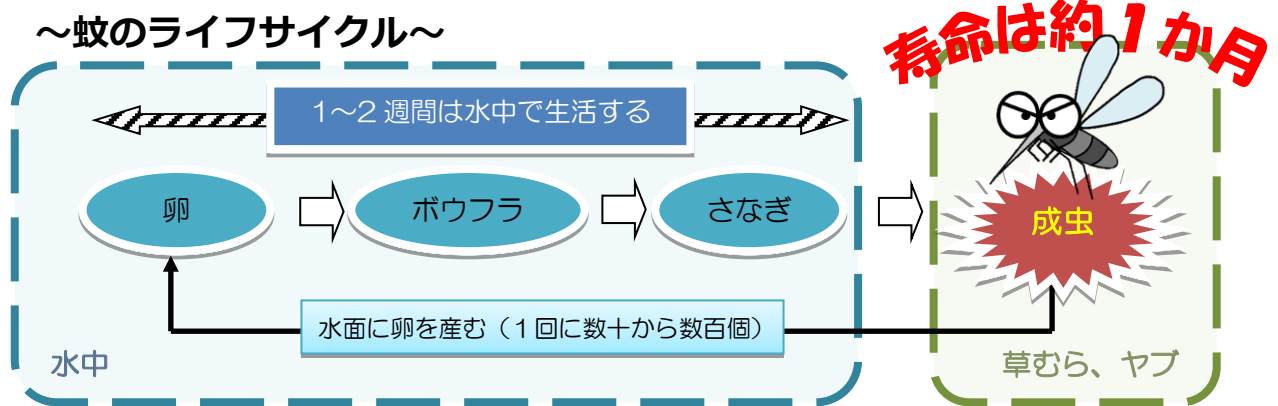 ～蚊のライフサイクル～
寿命は約１か月
１～２週間は水中で生活する
卵
ボウフラ
さなぎ
成虫
水面に卵を産む（１回に数十から数百個）
水中
草むら、ヤブ